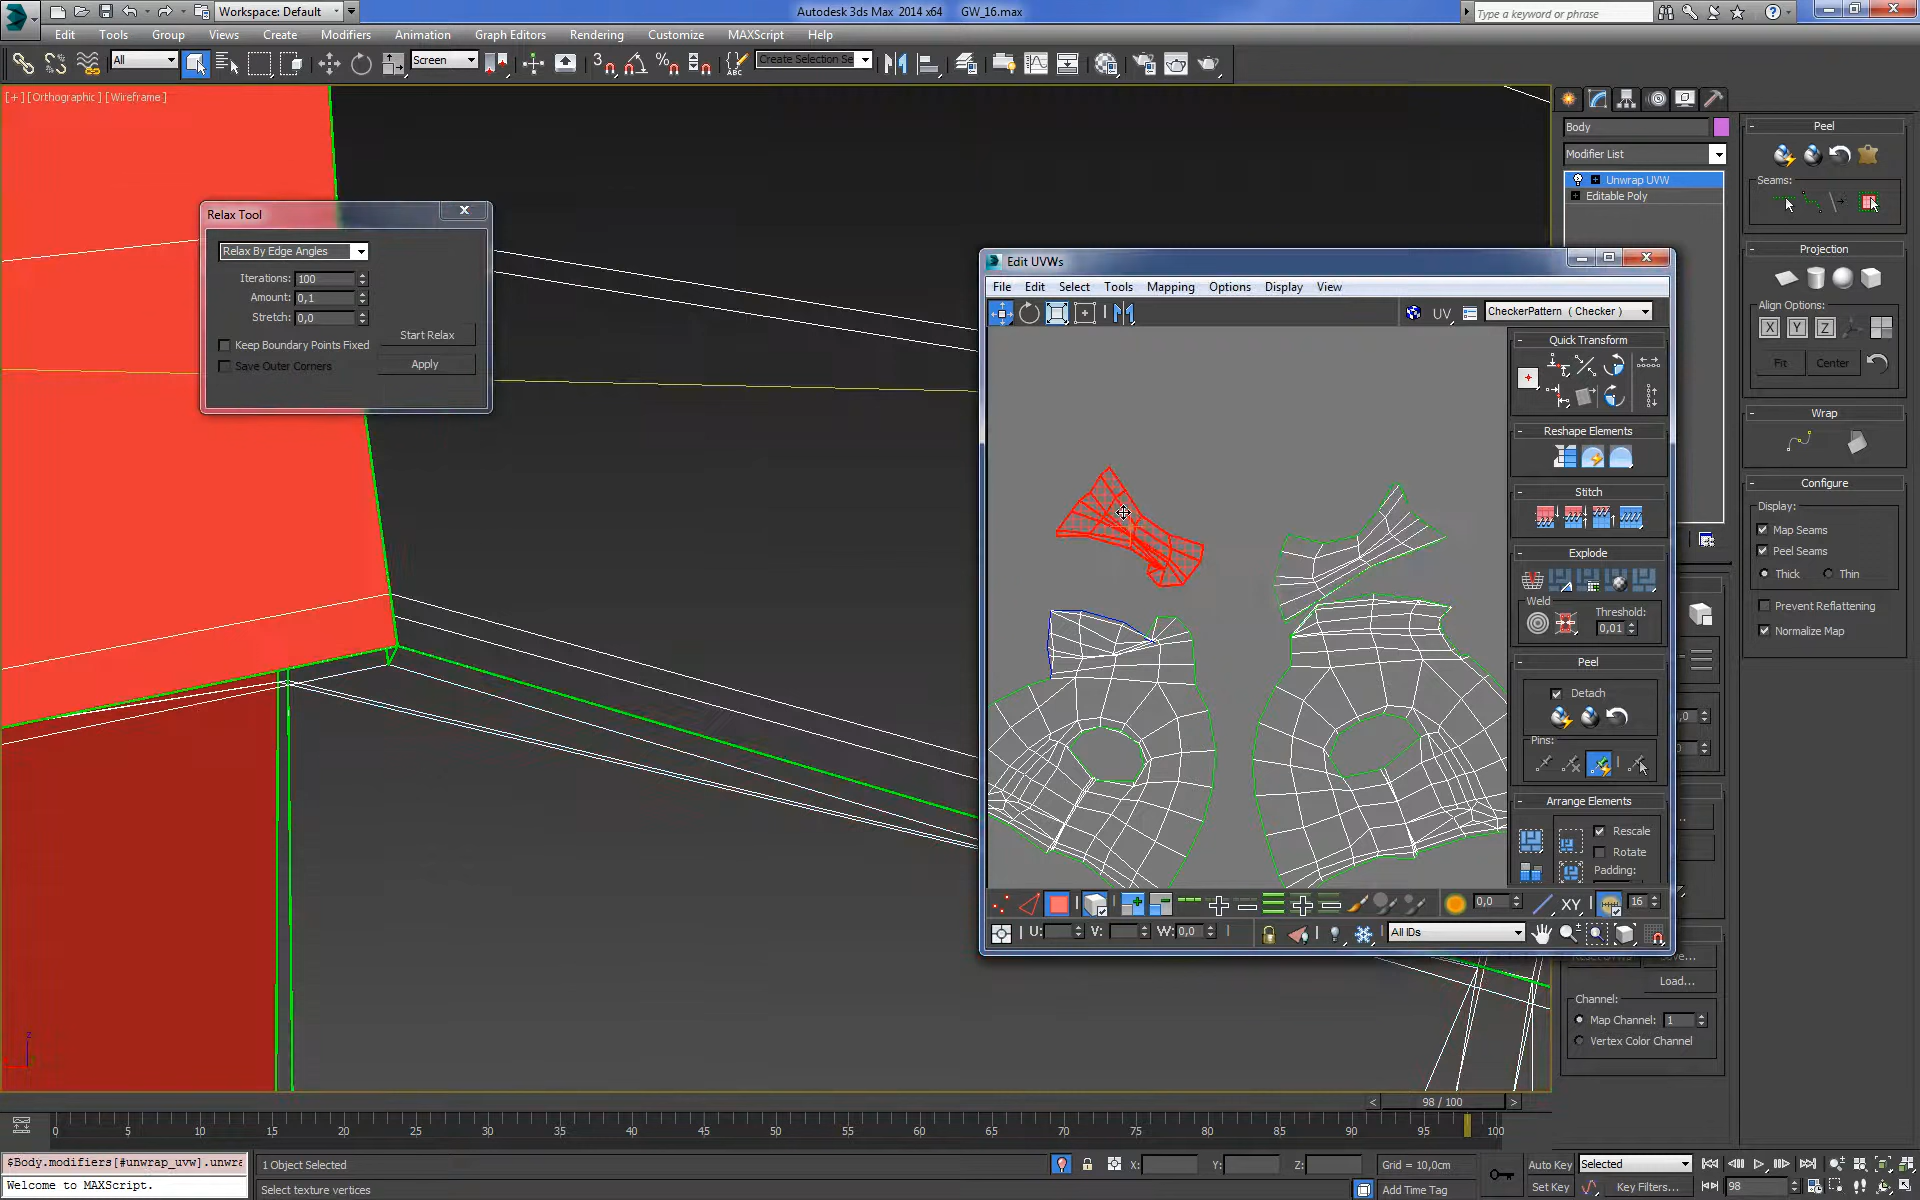 Workspace: Default
Autodesk 3ds Max 2014 x64 GW_16.max
Type a keyword or phrase
Edit Tools Group Views Create Modifiers Animation Graph Editors Rendering Customize MAXScript Help
All
Screen
Create Selection Se
[+] [Orthographic] [Wireframe]
Body
Modifier List
Unwrap UVW
Editable Poly
Peel
Seams:
Projection
Align Options:
X Y Z
Fit Center
Wrap
Configure
Display:
Map Seams
Peel Seams
Thick Thin
Prevent Reflattening
Normalize Map
Relax Tool
Relax By Edge Angles
Iterations: 100
Amount: 0,1
Stretch: 0,0
Start Relax
Keep Boundary Points Fixed
Apply
Save Outer Corners
Edit UVWs
File Edit Select Tools Mapping Options Display View
UV CheckerPattern ( Checker )
Quick Transform
Reshape Elements
Stitch
Explode
Weld
Threshold:
0,01
Peel
Detach
Pins:
Arrange Elements
Rescale
Rotate
Padding:
0,0 XY 16
U: V: W: 0,0 All IDs
Load...
Channel:
Map Channel: 1
Vertex Color Channel
98 / 100
0 5 10 15 20 25 30 35 40 45 50 55 60 65 70 75 80 85 90 95 100
$Body.modifiers[#unwrap_uvw].unwra
Welcome to MAXScript.
1 Object Selected
X: Y: Z: Grid = 10,0cm
Auto Key Selected
Select texture vertices
Add Time Tag
Set Key Key Filters... 98